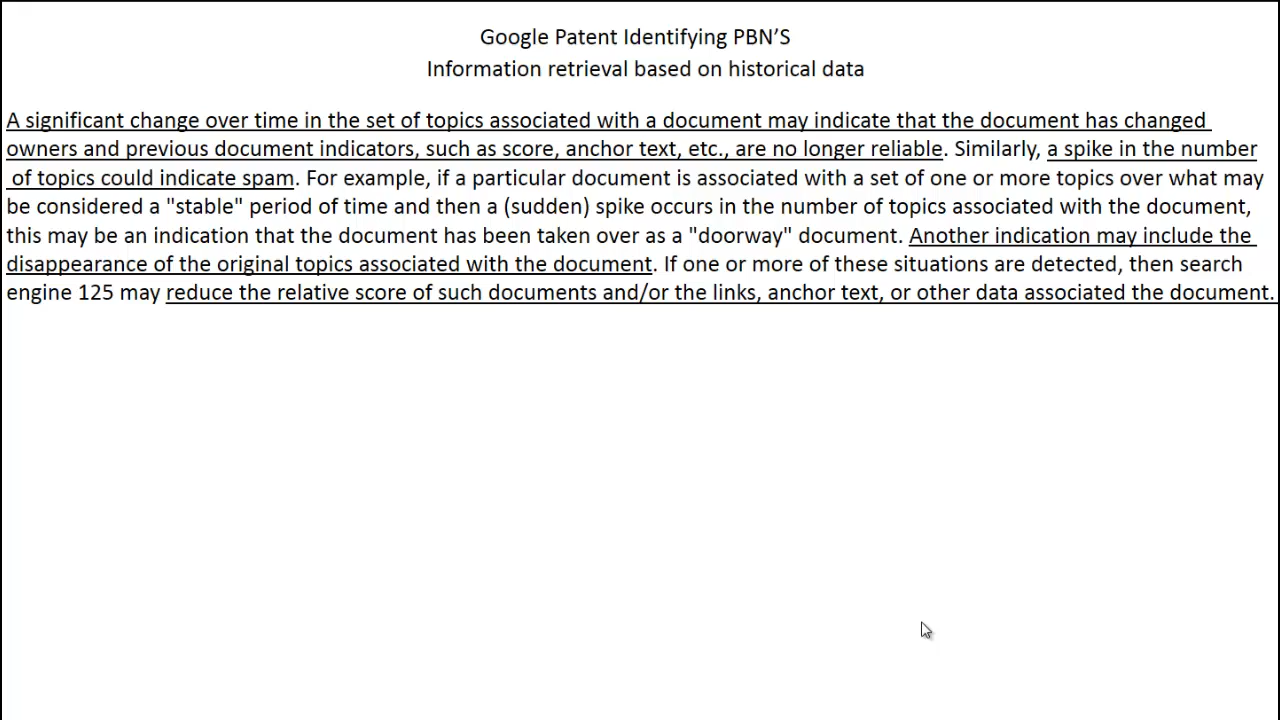 Google Patent Identifying PBN’S
Information retrieval based on historical data
A significant change over time in the set of topics associated with a document may indicate that the document has changed
owners and previous document indicators, such as score, anchor text, etc., are no longer reliable. Similarly, a spike in the number
of topics could indicate spam. For example, if a particular document is associated with a set of one or more topics over what may
be considered a "stable" period of time and then a (sudden) spike occurs in the number of topics associated with the document,
this may be an indication that the document has been taken over as a "doorway" document. Another indication may include the
disappearance of the original topics associated with the document. If one or more of these situations are detected, then search
engine 125 may reduce the relative score of such documents and/or the links, anchor text, or other data associated the document.